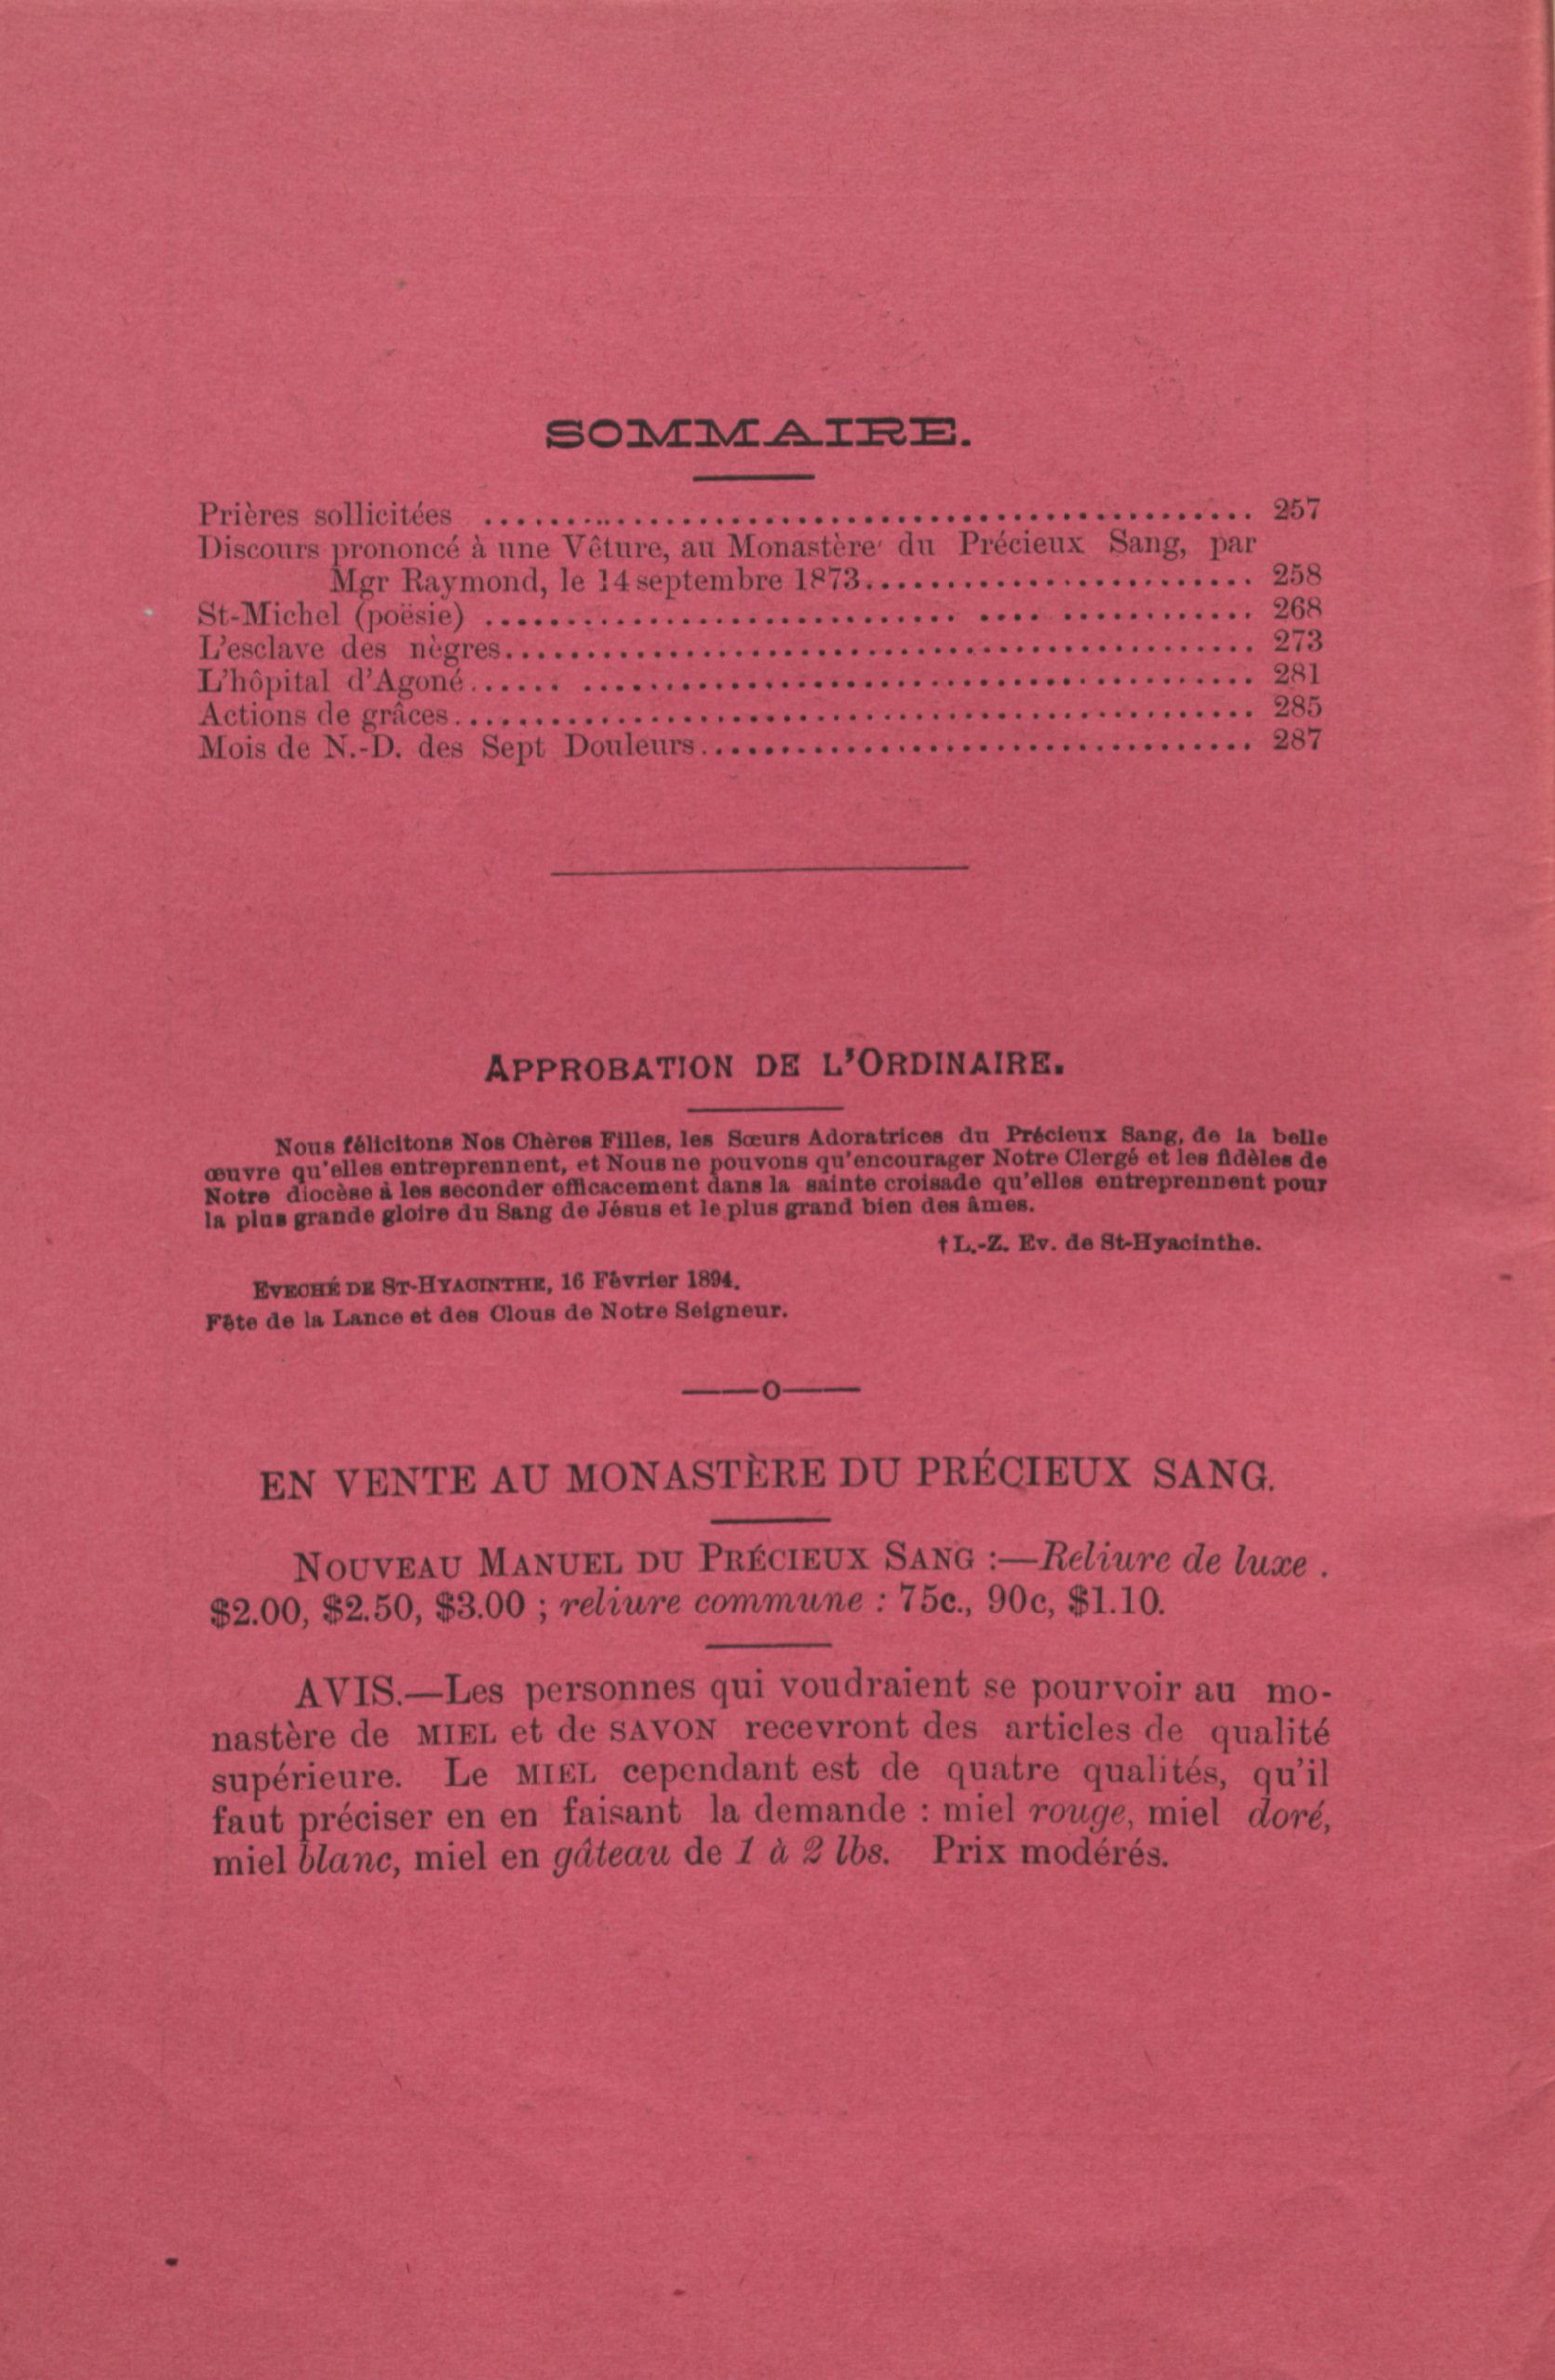 SOMMAIRE.
Prières sollicitées ................................................ 257
Discours prononcé à une Vêture, au Monastère du Précieux Sang, par
Mgr Raymond, le 14 septembre 1873........................ 258
St-Michel (poësie) ............................. .... ............ 268
L'esclave des nègres.............................................. 273
L'hôpital d'Agoné...... ......................................... 281
Actions de grâces................................................. 285
Mois de N.-D. des Sept Douleurs.................................. 287
APPROBATION DE L'ORDINAIRE.
Nous félicitons Nos Chères Filles, les Sœurs Adoratrices du Précieux Sang, de la belle
œuvre qu'elles entreprennent, et Nous ne pouvons qu'encourager Notre Clergé et les fidèles de
Notre diocèse à les seconder efficacement dans la sainte croisade qu'elles entreprennent pour
la plus grande gloire du Sang de Jésus et le plus grand bien des âmes.
† L.-Z. Ev. de St-Hyacinthe.
EVECHÉ DE ST-HYACINTHE, 16 Février 1894.
Fête de la Lance et des Clous de Notre Seigneur.
——o——
EN VENTE AU MONASTÈRE DU PRÉCIEUX SANG.
NOUVEAU MANUEL DU PRÉCIEUX SANG :—Reliure de luxe .
$2.00, $2.50, $3.00 ; reliure commune : 75c., 90c, $1.10.
AVIS.—Les personnes qui voudraient se pourvoir au mo-
nastère de MIEL et de SAVON recevront des articles de qualité
supérieure. Le MIEL cependant est de quatre qualités, qu'il
faut préciser en en faisant la demande : miel rouge, miel doré,
miel blanc, miel en gâteau de 1 à 2 lbs. Prix modérés.